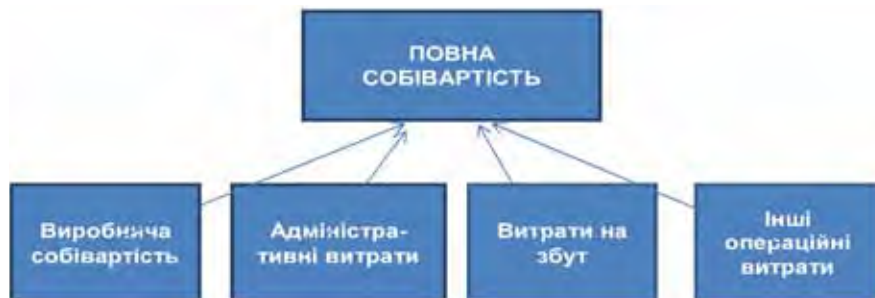 ПОВНА
СОБІВАРТІСТЬ
Виробнича
собівартість
Адміністра-
тивні витрати
Витрати на
збут
Інші
операційні
витрати